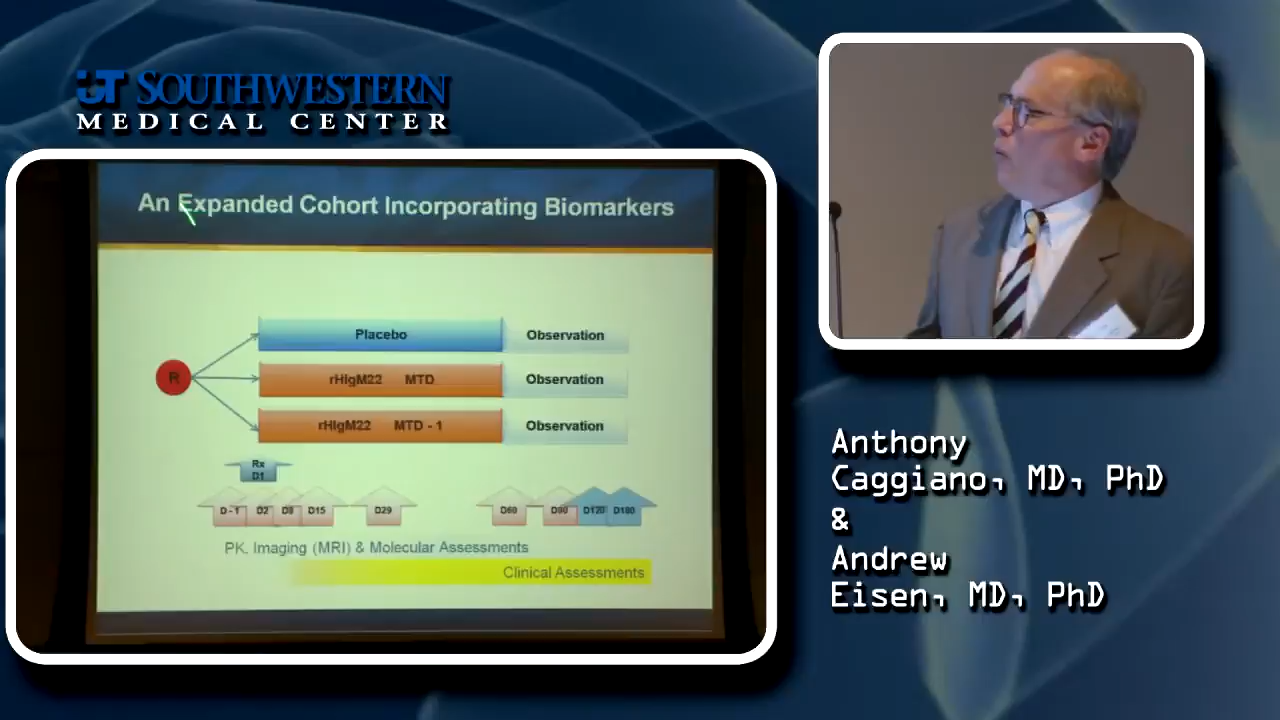 UT SOUTHWESTERN
MEDICAL CENTER
An Expanded Cohort Incorporating Biomarkers
Placebo
Observation
R
rHIgM22 MTD
Observation
rHIgM22 MTD - 1
Observation
Rx
D1
D - 1
D2
D8
D15
D29
D60
D90
D120
D180
PK, Imaging (MRI) & Molecular Assessments
Clinical Assessments
Anthony
Caggiano, MD, PhD
&
Andrew
Eisen, MD, PhD